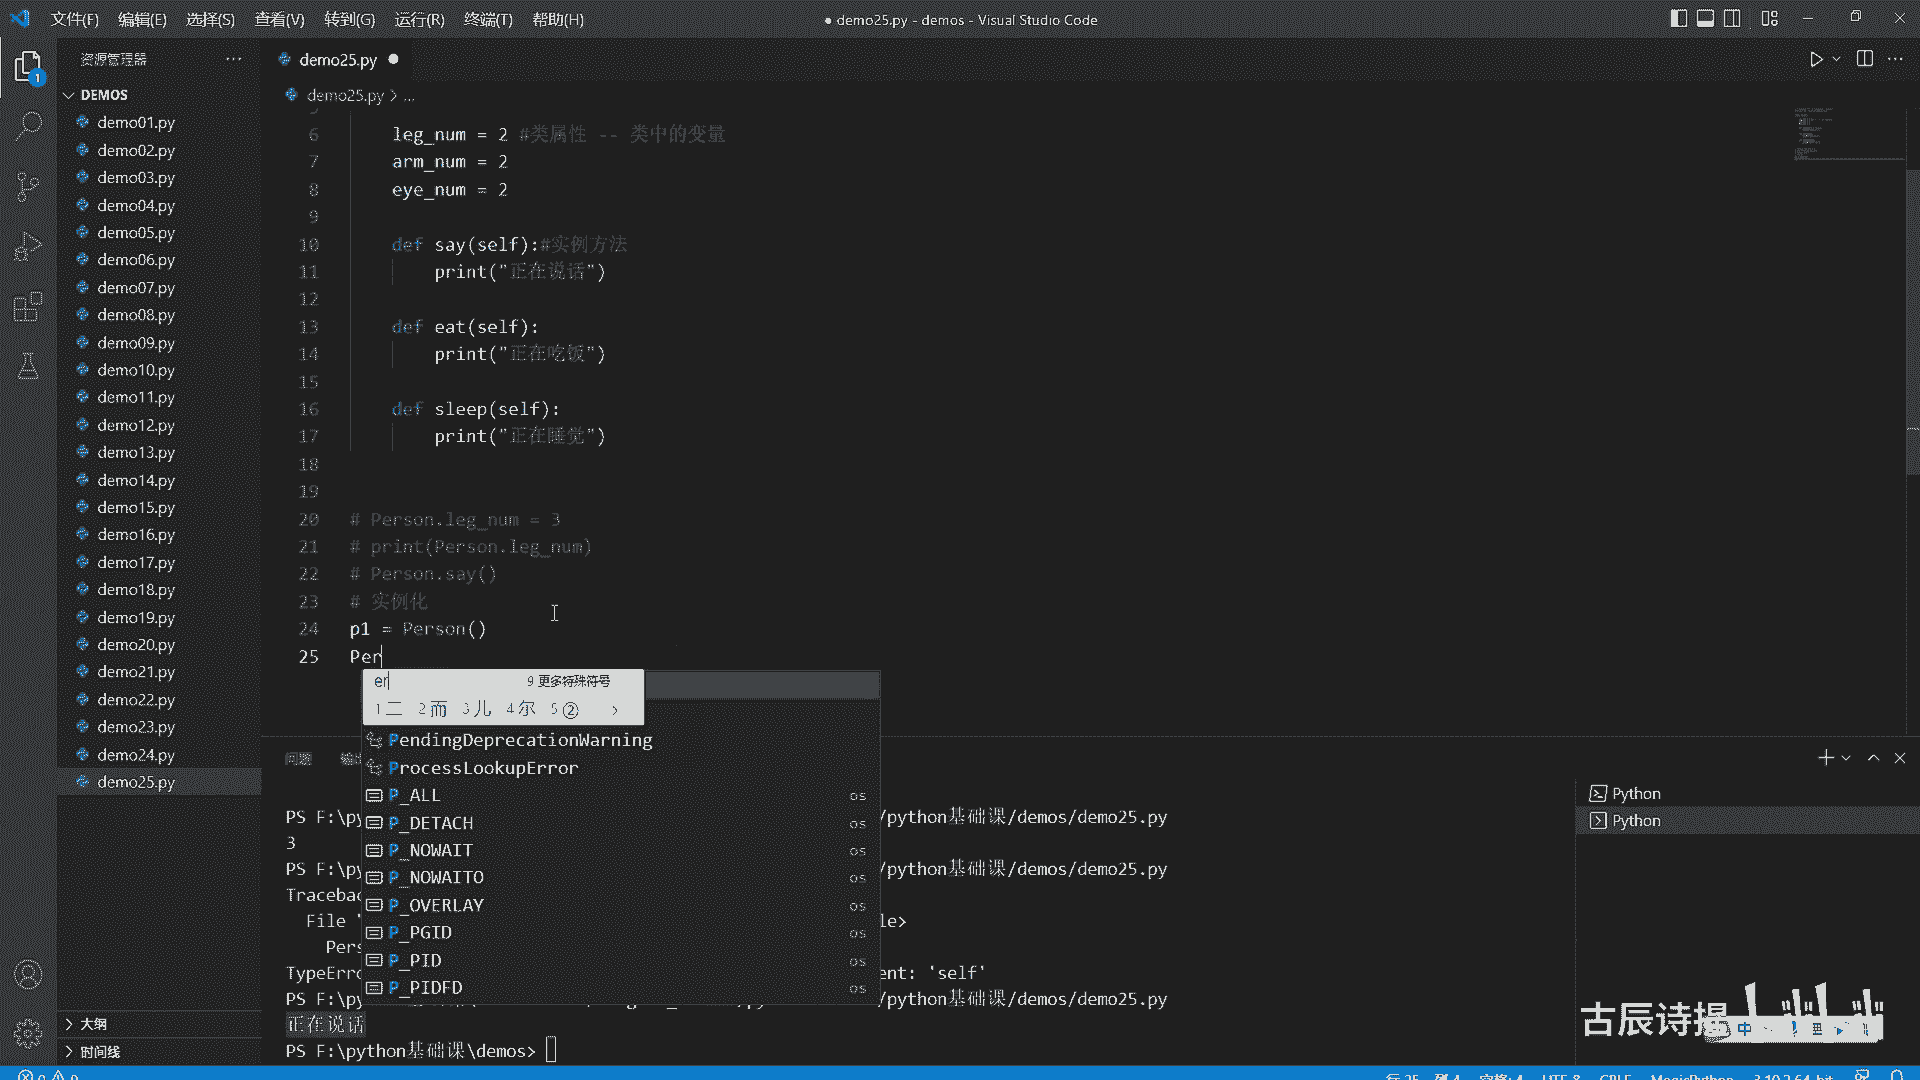 文件(F) 编辑(E) 选择(S) 查看(V) 转到(G) 运行(R) 终端(T) 帮助(H)
● demo25.py - demos - Visual Studio Code
资源管理器
DEMOS
demo01.py
demo02.py
demo03.py
demo04.py
demo05.py
demo06.py
demo07.py
demo08.py
demo09.py
demo10.py
demo11.py
demo12.py
demo13.py
demo14.py
demo15.py
demo16.py
demo17.py
demo18.py
demo19.py
demo20.py
demo21.py
demo22.py
demo23.py
demo24.py
demo25.py
大纲
时间线
demo25.py
demo25.py > ...
6 leg_num = 2 #类属性 -- 类中的变量
7 arm_num = 2
8 eye_num = 2
9
10 def say(self):#实例方法
11 print("正在说话")
12
13 def eat(self):
14 print("正在吃饭")
15
16 def sleep(self):
17 print("正在睡觉")
18
19
20 # Person.leg_num = 3
21 # print(Person.leg_num)
22 # Person.say()
23 # 实例化
24 p1 = Person()
25 Per
er 9 更多特殊符号
1 二 2 而 3 儿 4 尔 5 ②
PendingDeprecationWarning
ProcessLookupError
P_ALL os
P_DETACH os
P_NOWAIT os
P_NOWAITO os
P_OVERLAY os
P_PGID os
P_PID os
P_PIDFD os
问题
PS F:\py /python基础课/demos/demo25.py
3
PS F:\py /python基础课/demos/demo25.py
Traceba
File le>
Pers
TypeErro ent: 'self'
PS F:\py /python基础课/demos/demo25.py
正在说话
PS F:\python基础课\demos>
Python
Python
古辰诗提
中